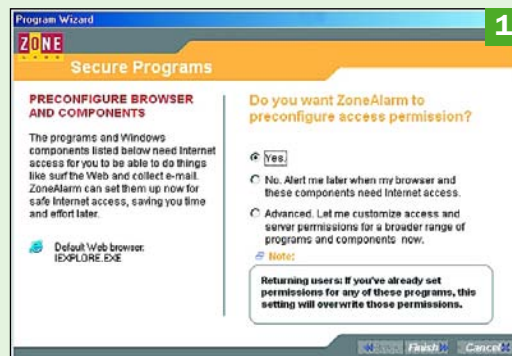 Program Wizard
1
ZONE
LABS
Secure Programs
PRECONFIGURE BROWSER
AND COMPONENTS
The programs and Windows
components listed below need Internet
access for you to be able to do things
like surf the Web and collect e-mail.
ZoneAlarm can set them up now for
safe Internet access, saving you time
and effort later.
Default Web browser:
IEXPLORE.EXE
Do you want ZoneAlarm to
preconfigure access permission?
Yes.
No. Alert me later when my browser and
these components need Internet access.
Advanced. Let me customize access and
server permissions for a broader range of
programs and components now.
Note:
Returning users: If you've already set
permissions for any of these programs, this
setting will overwrite those permissions.
Finish Cancel